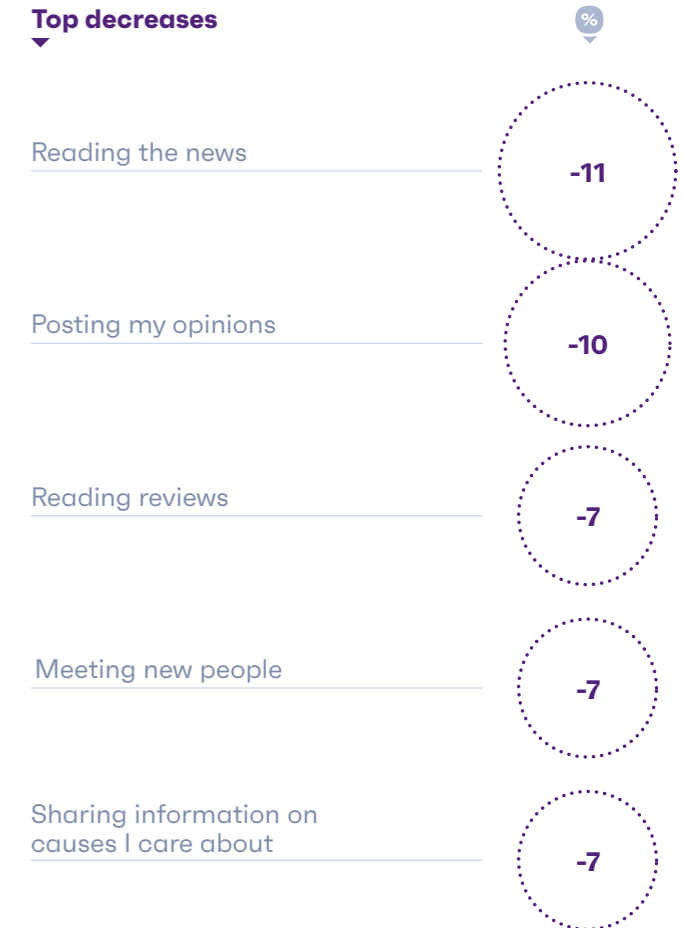 Top decreases
%
Reading the news
-11
Posting my opinions
-10
Reading reviews
-7
Meeting new people
-7
Sharing information on
causes I care about
-7